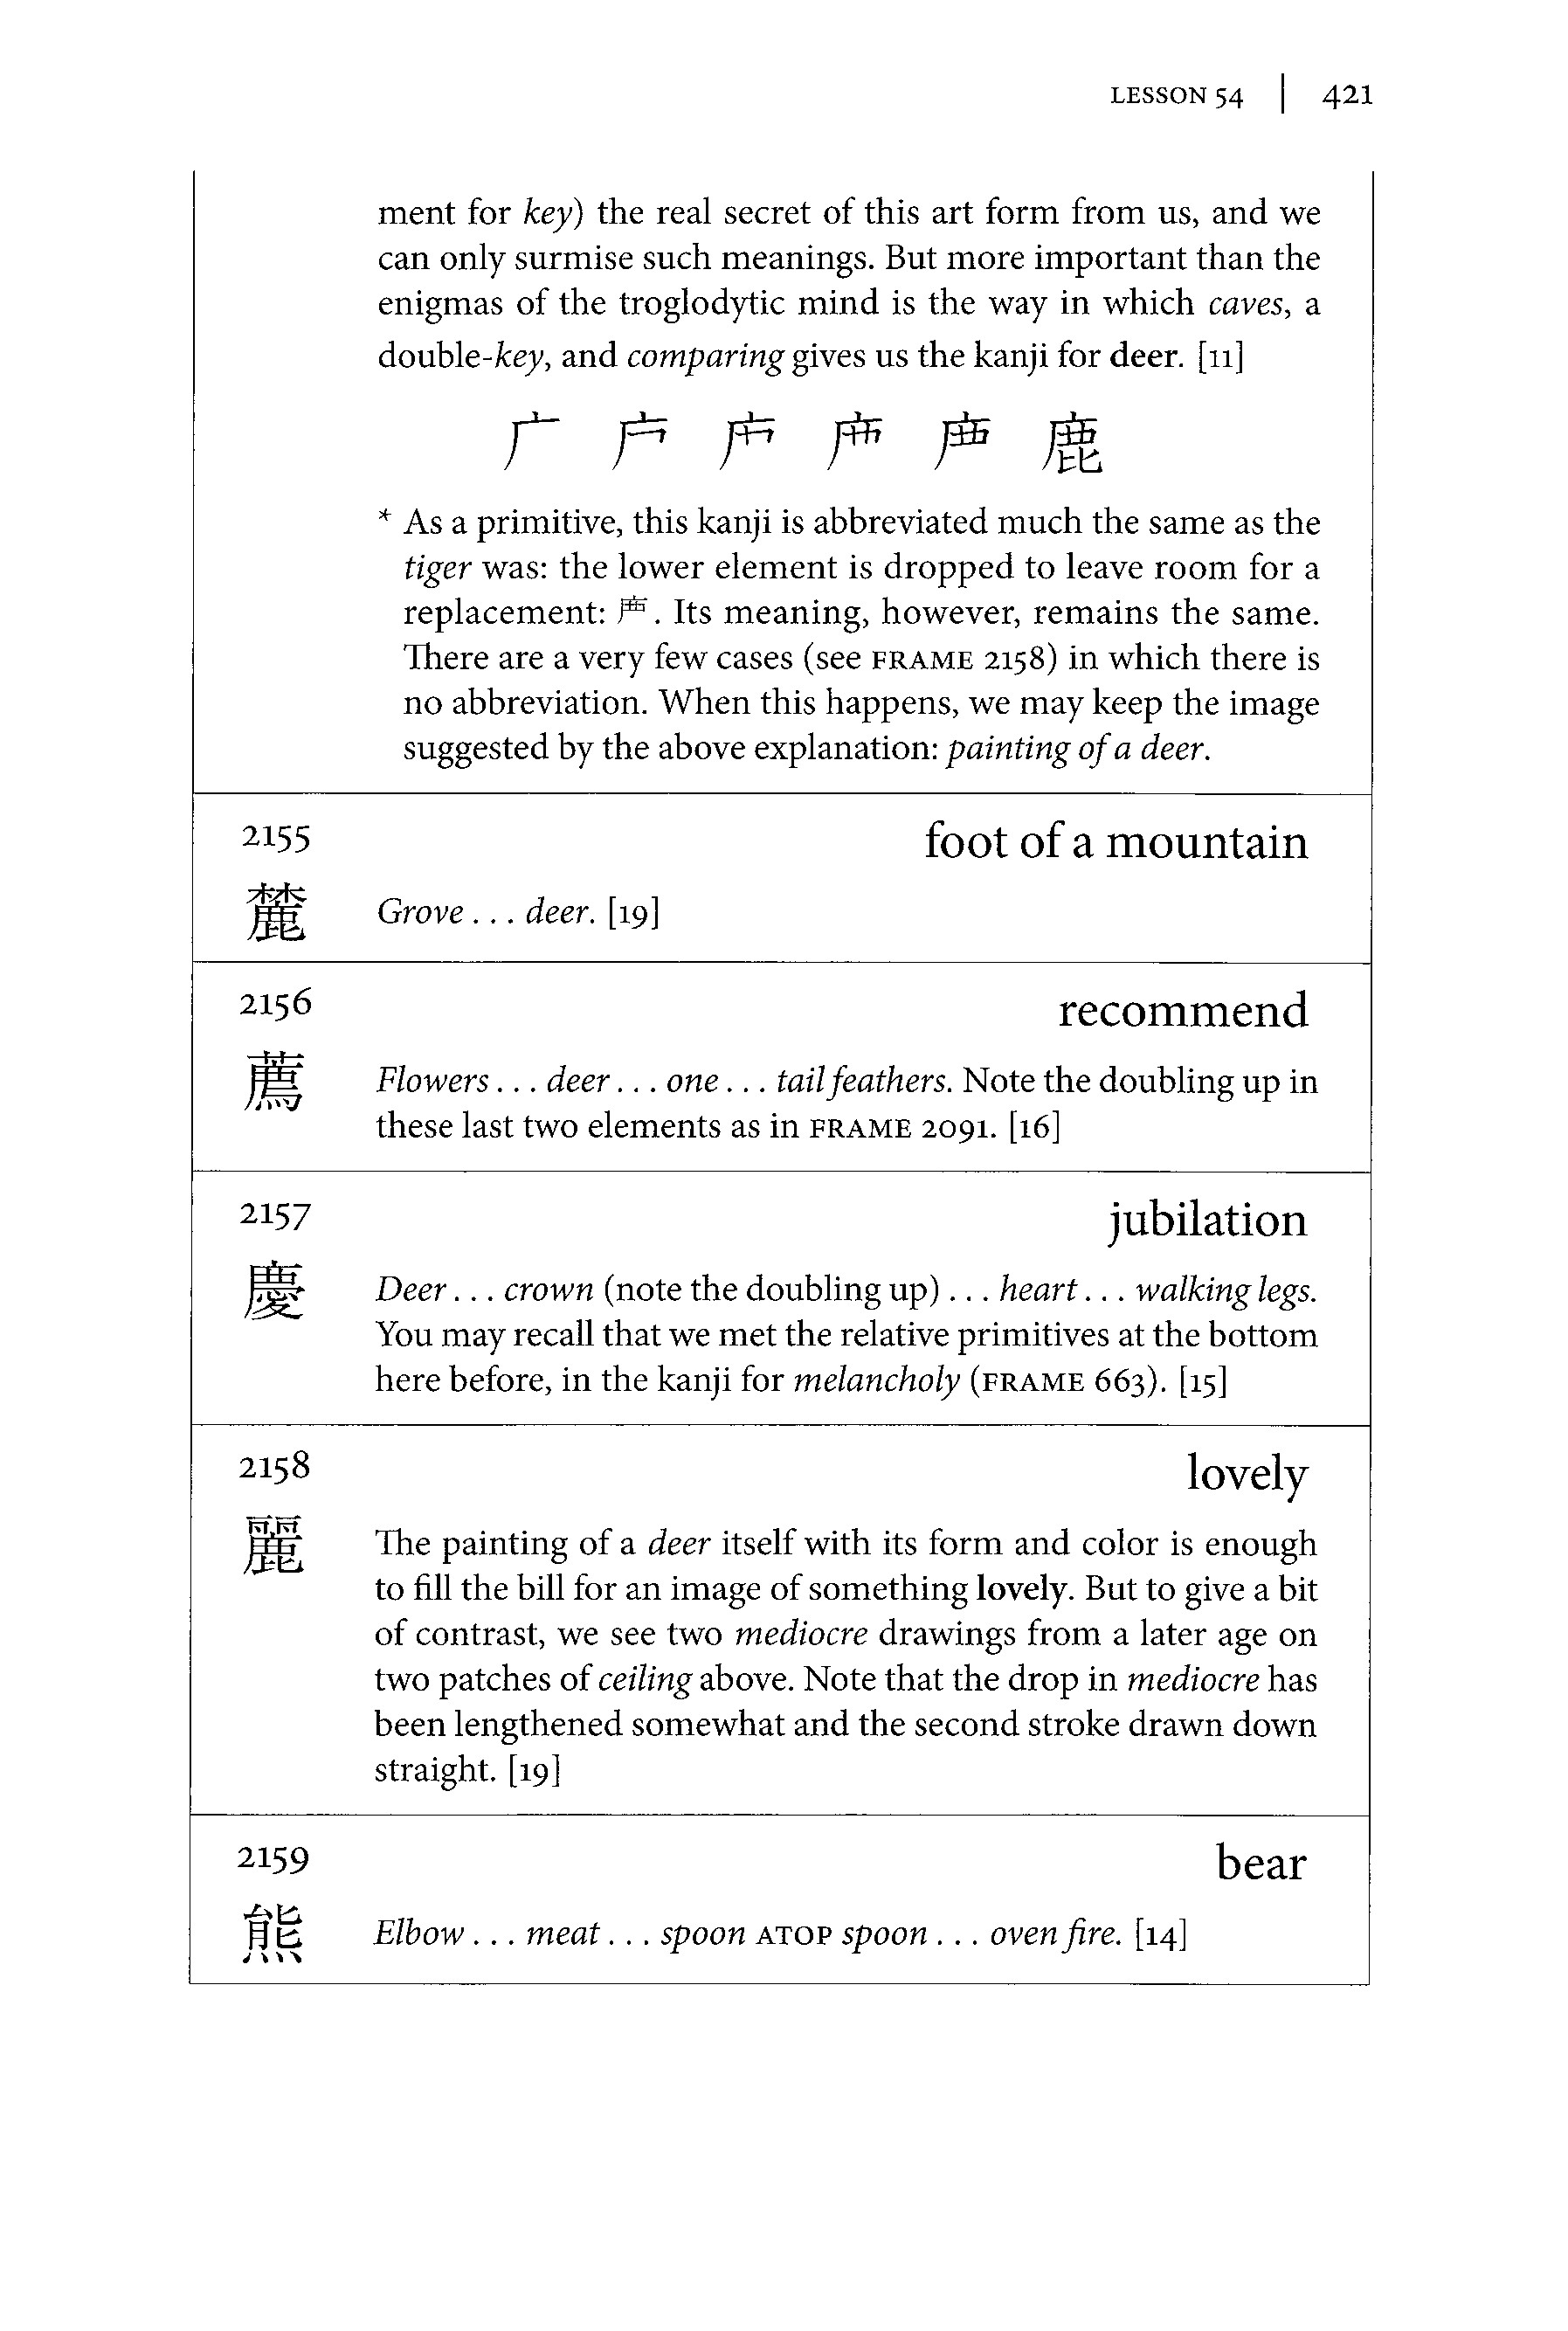 LESSON 54 | 421
ment for key) the real secret of this art form from us, and we
can only surmise such meanings. But more important than the
enigmas of the troglodytic mind is the way in which caves, a
double-key, and comparing gives us the kanji for deer. [11]
鹿
* As a primitive, this kanji is abbreviated much the same as the
tiger was: the lower element is dropped to leave room for a
replacement: . Its meaning, however, remains the same.
There are a very few cases (see FRAME 2158) in which there is
no abbreviation. When this happens, we may keep the image
suggested by the above explanation: painting of a deer.
2155 foot of a mountain
麓 Grove . . . deer. [19]
2156 recommend
薦 Flowers . . . deer . . . one . . . tail feathers. Note the doubling up in
these last two elements as in FRAME 2091. [16]
2157 jubilation
慶 Deer . . . crown (note the doubling up) . . . heart . . . walking legs.
You may recall that we met the relative primitives at the bottom
here before, in the kanji for melancholy (FRAME 663). [15]
2158 lovely
麗 The painting of a deer itself with its form and color is enough
to fill the bill for an image of something lovely. But to give a bit
of contrast, we see two mediocre drawings from a later age on
two patches of ceiling above. Note that the drop in mediocre has
been lengthened somewhat and the second stroke drawn down
straight. [19]
2159 bear
熊 Elbow . . . meat . . . spoon ATOP spoon . . . oven fire. [14]